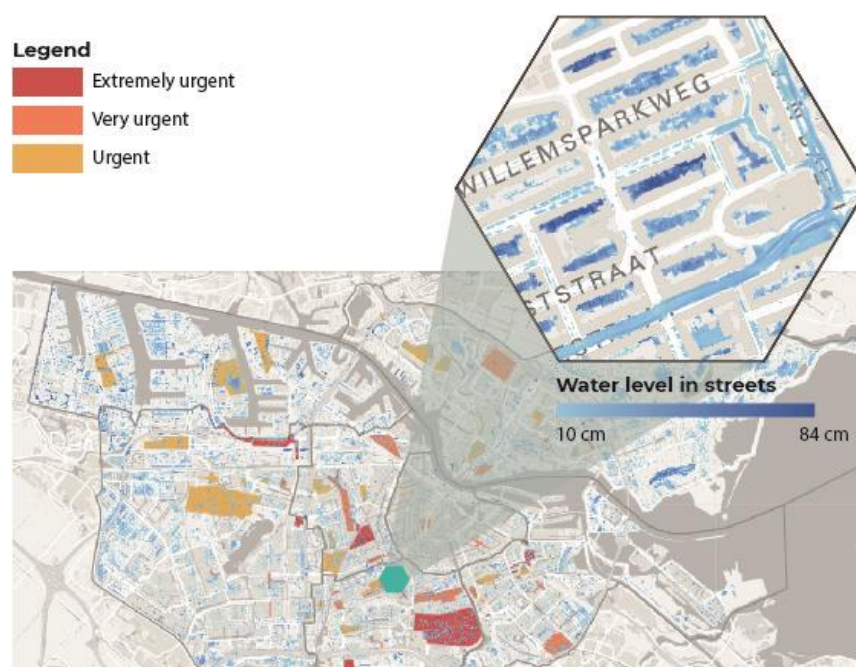 Legend
Extremely urgent
Very urgent
Urgent
WILLEMSPARKWEG
STSTRAAT
Water level in streets
10 cm
84 cm